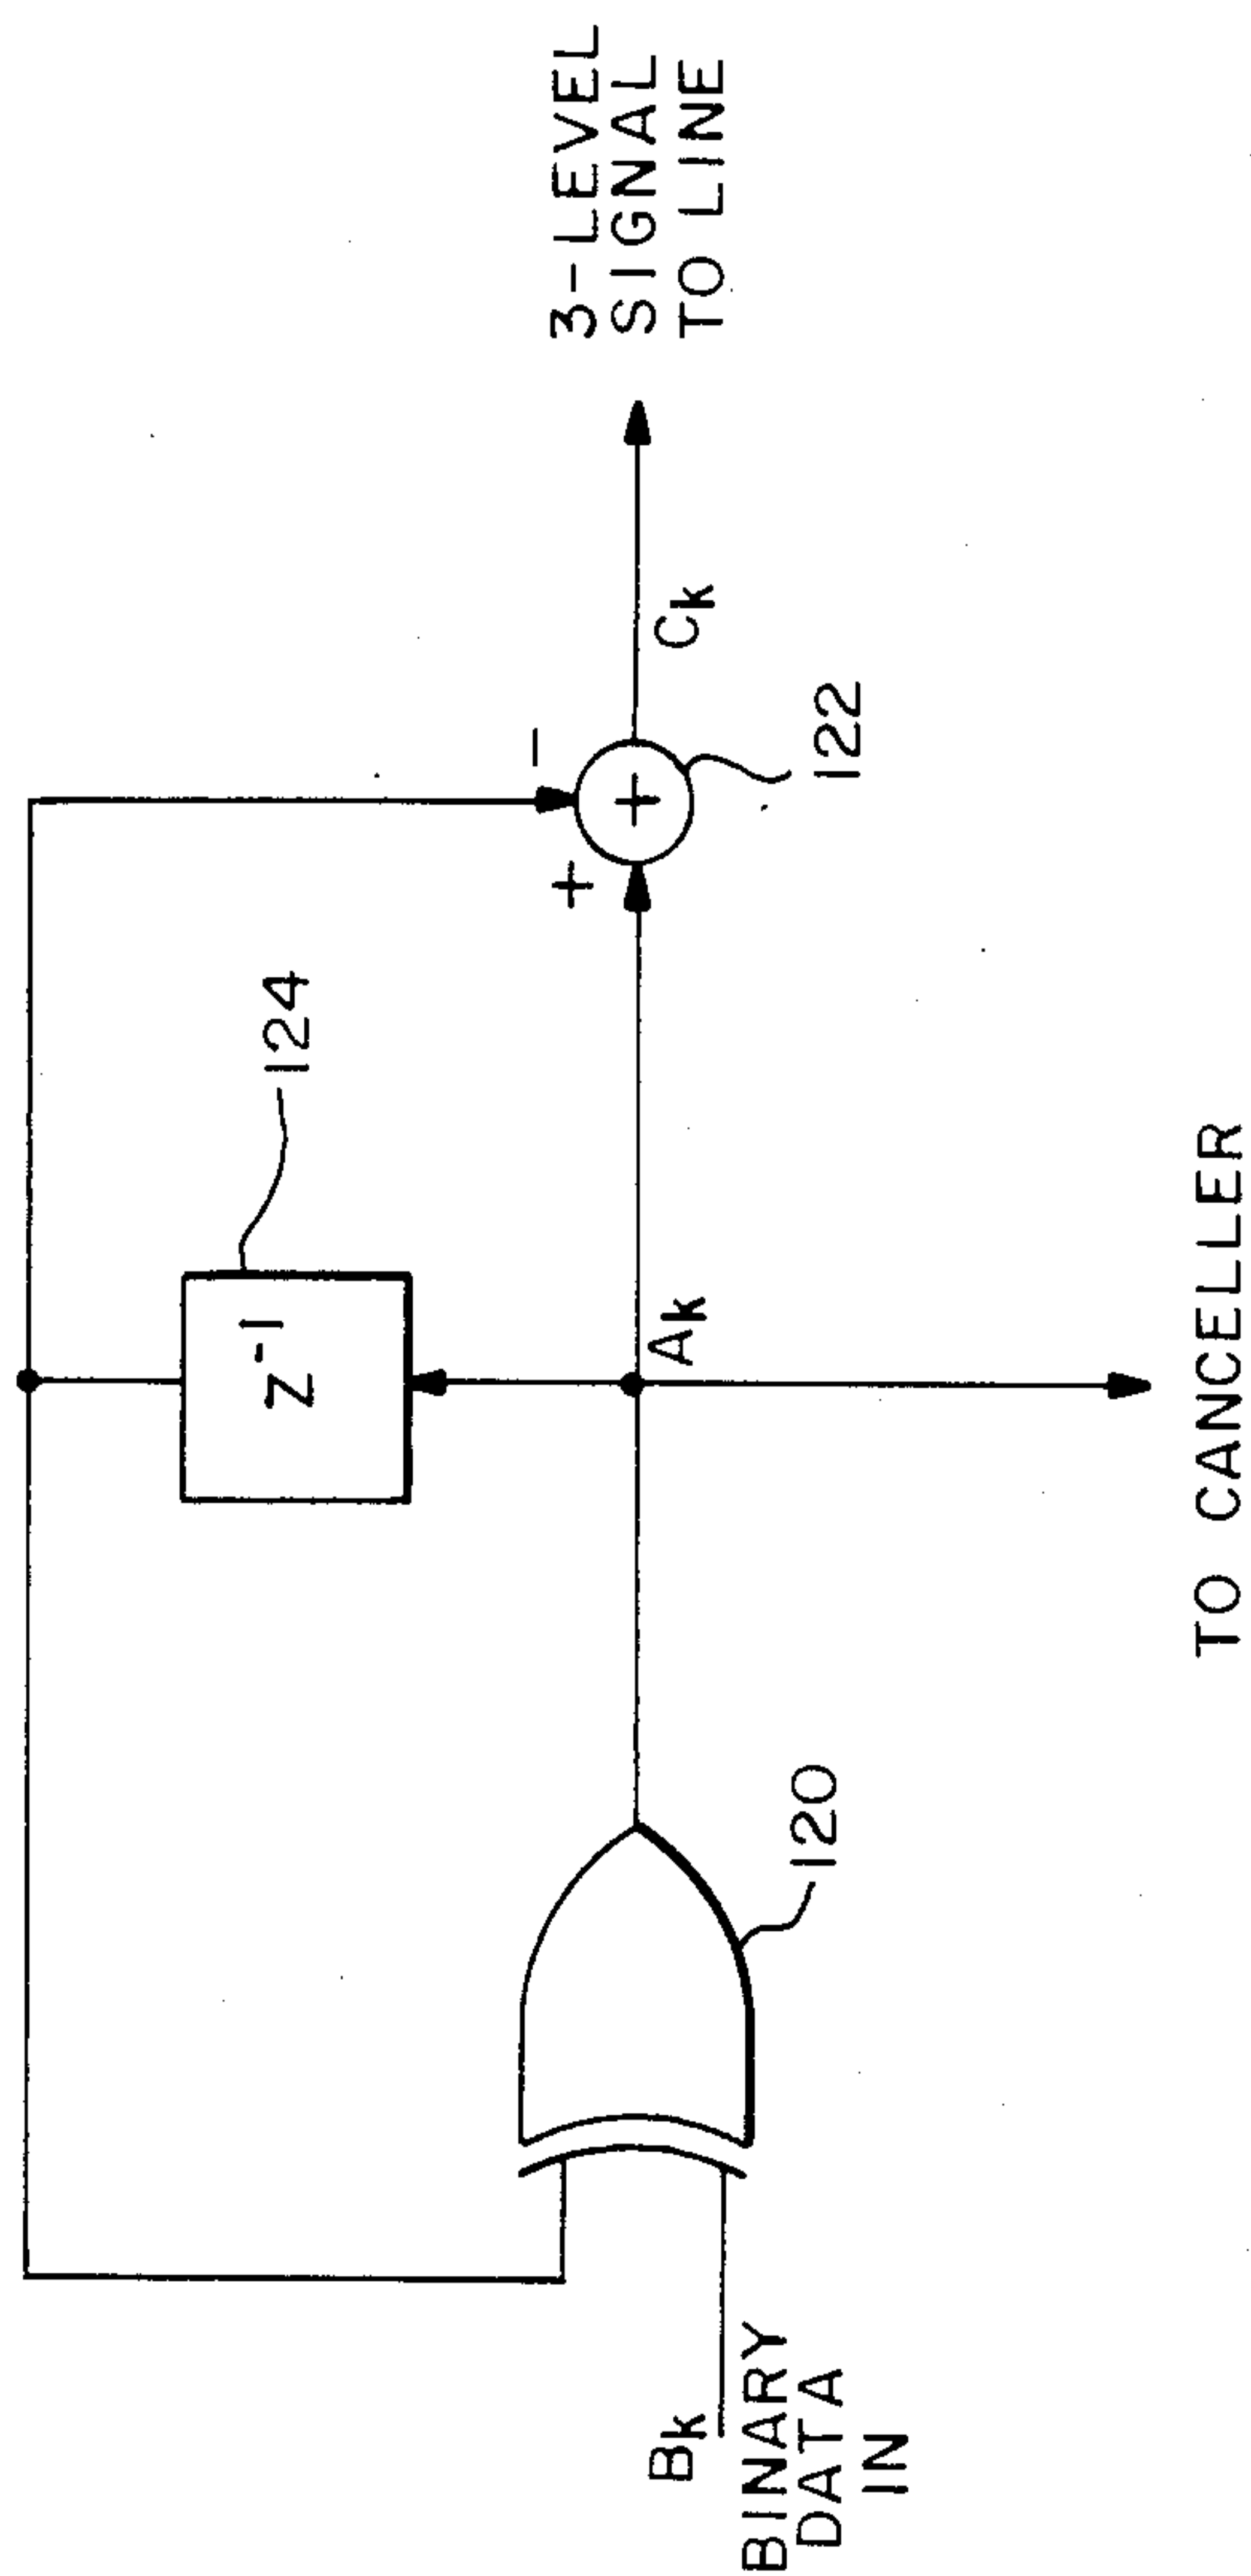 124
Z⁻¹
3-LEVEL
SIGNAL
TO LINE
-
+
+
Cₖ
122
Aₖ
120
Bₖ
BINARY
DATA
IN
TO CANCELLER